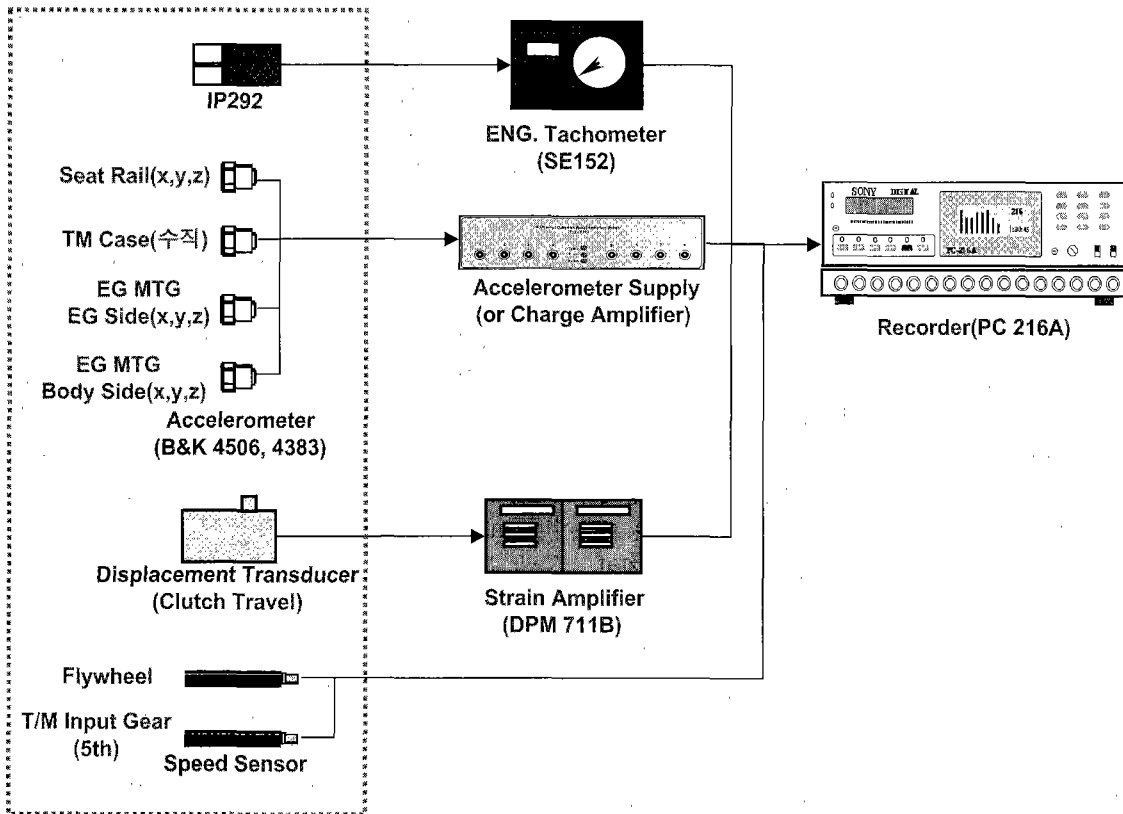 IP292
ENG. Tachometer
(SE152)
Seat Rail(x,y,z)
TM Case(수직)
EG MTG
EG Side(x,y,z)
EG MTG
Body Side(x,y,z)
Accelerometer
(B&K 4506, 4383)
Accelerometer Supply
(or Charge Amplifier)
SONY DIGITAL
216
PC-216A
Recorder(PC 216A)
Displacement Transducer
(Clutch Travel)
Strain Amplifier
(DPM 711B)
Flywheel
T/M Input Gear
(5th)
Speed Sensor